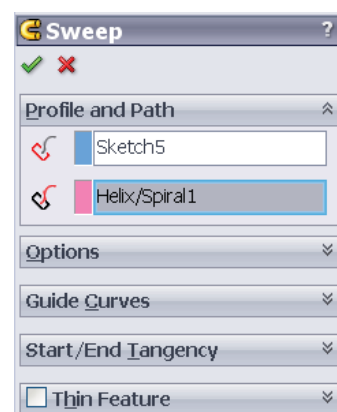 Sweep ?
Profile and Path
Sketch5
Helix/Spiral1
Options
Guide Curves
Start/End Tangency
Thin Feature